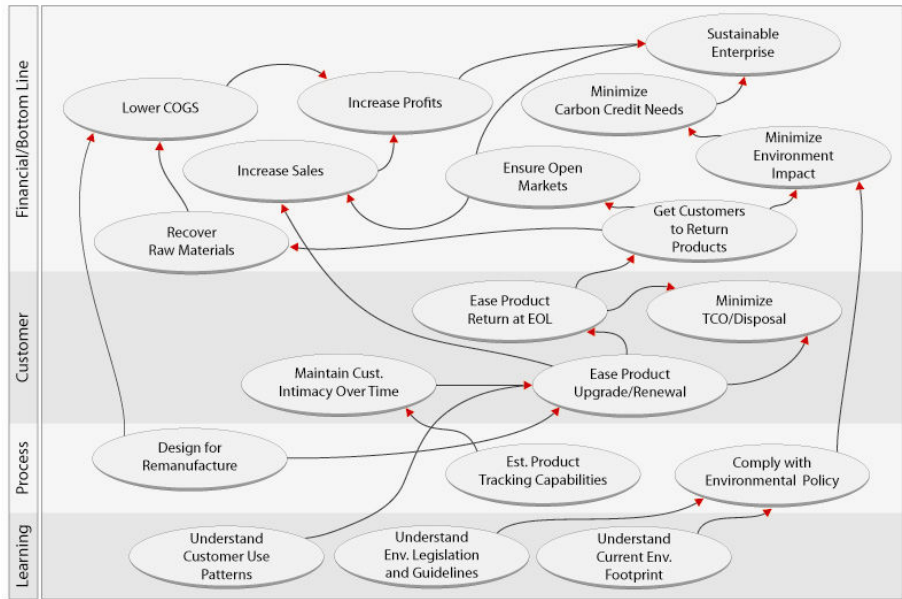 Financial/Bottom Line
Sustainable
Enterprise
Lower COGS
Increase Profits
Minimize
Carbon Credit Needs
Minimize
Environment
Impact
Increase Sales
Ensure Open
Markets
Recover
Raw Materials
Get Customers
to Return
Products
Customer
Ease Product
Return at EOL
Minimize
TCO/Disposal
Maintain Cust.
Intimacy Over Time
Ease Product
Upgrade/Renewal
Process
Design for
Remanufacture
Est. Product
Tracking Capabilities
Comply with
Environmental Policy
Learning
Understand
Customer Use
Patterns
Understand
Env. Legislation
and Guidelines
Understand
Current Env.
Footprint